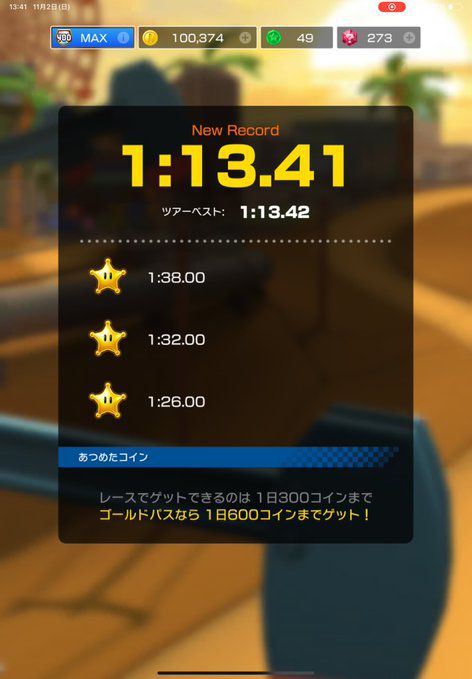 13:41 11月2日(日)
400 MAX i 100,374 + 49 273 +
New Record
1:13.41
ツアーベスト: 1:13.42
1:38.00
1:32.00
1:26.00
あつめたコイン
レースでゲットできるのは 1日300コインまで
ゴールドパスなら 1日600コインまでゲット!